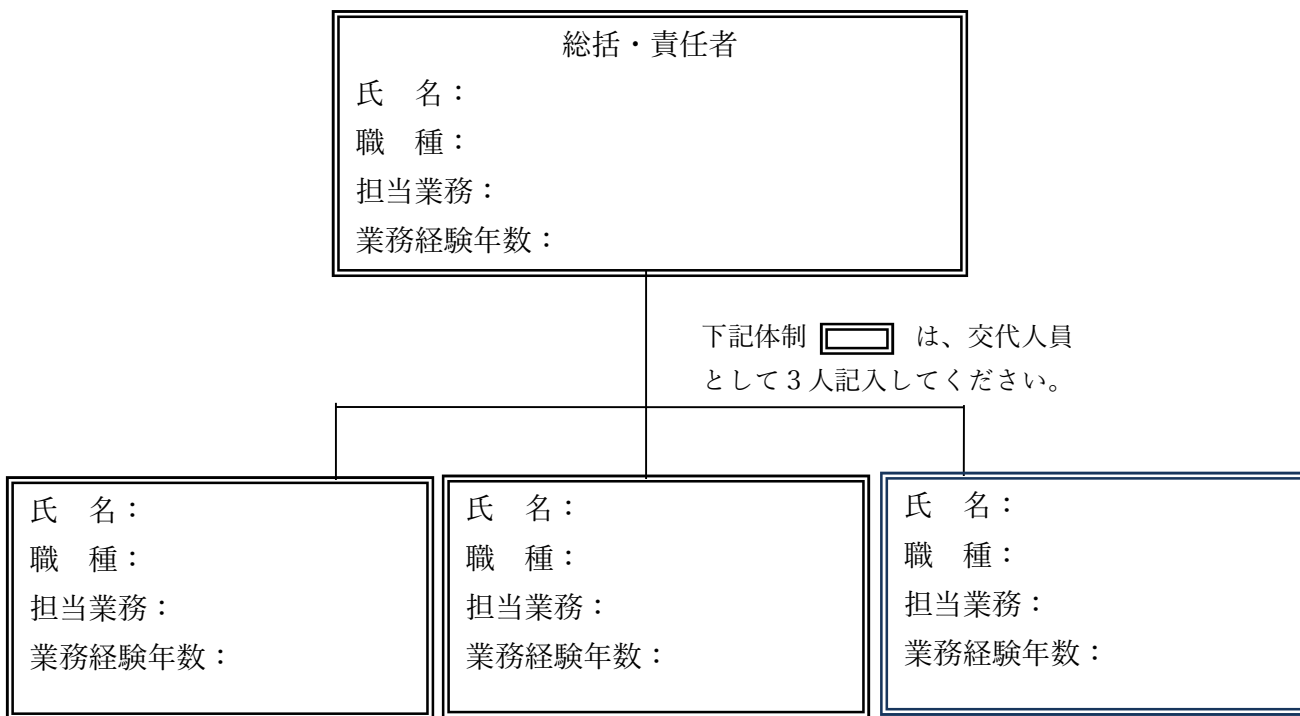 総括・責任者
氏　名：
職　種：
担当業務：
業務経験年数：
下記体制　　　は、交代人員
として３人記入してください。
氏　名：
職　種：
担当業務：
業務経験年数：
氏　名：
職　種：
担当業務：
業務経験年数：
氏　名：
職　種：
担当業務：
業務経験年数：